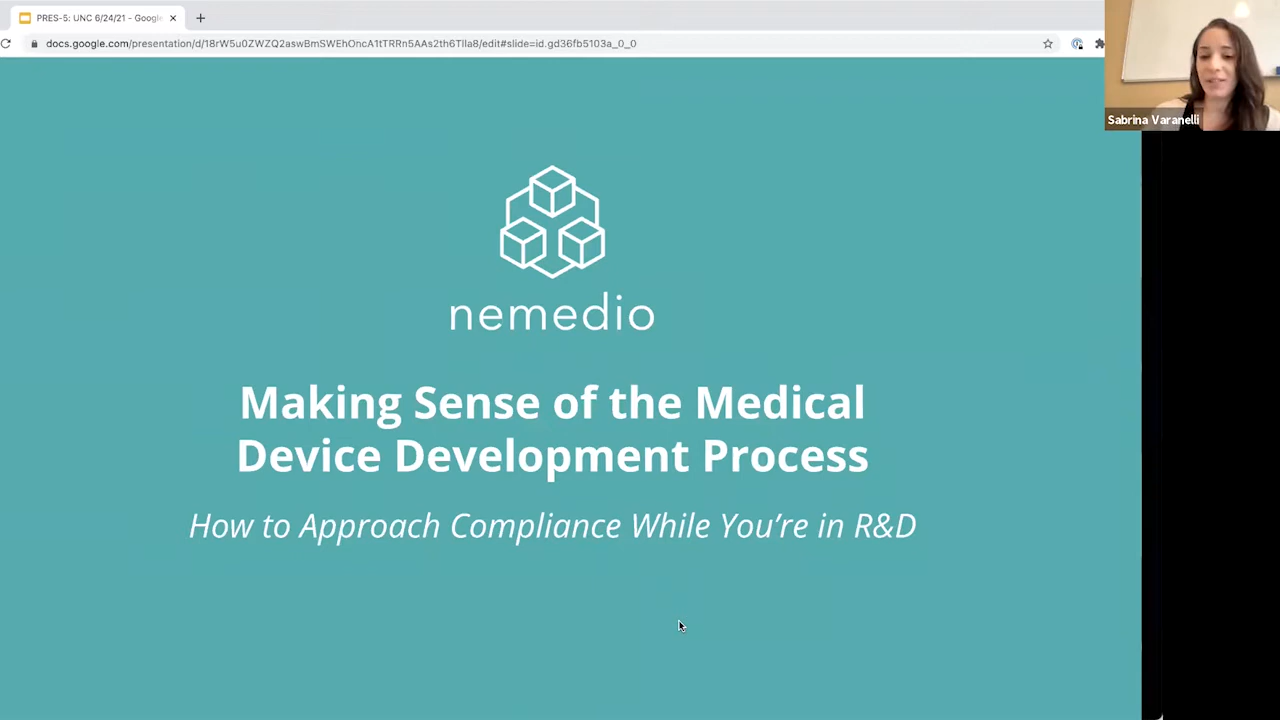 PRES-5: UNC 6/24/21 - Google
docs.google.com/presentation/d/18rW5u0ZWZQ2aswBmSWEhOncA1tTRRn5AAs2th6TIIa8/edit#slide=id.gd36fb5103a_0_0
Sabrina Varanelli
nemedio
Making Sense of the Medical
Device Development Process
How to Approach Compliance While You’re in R&D